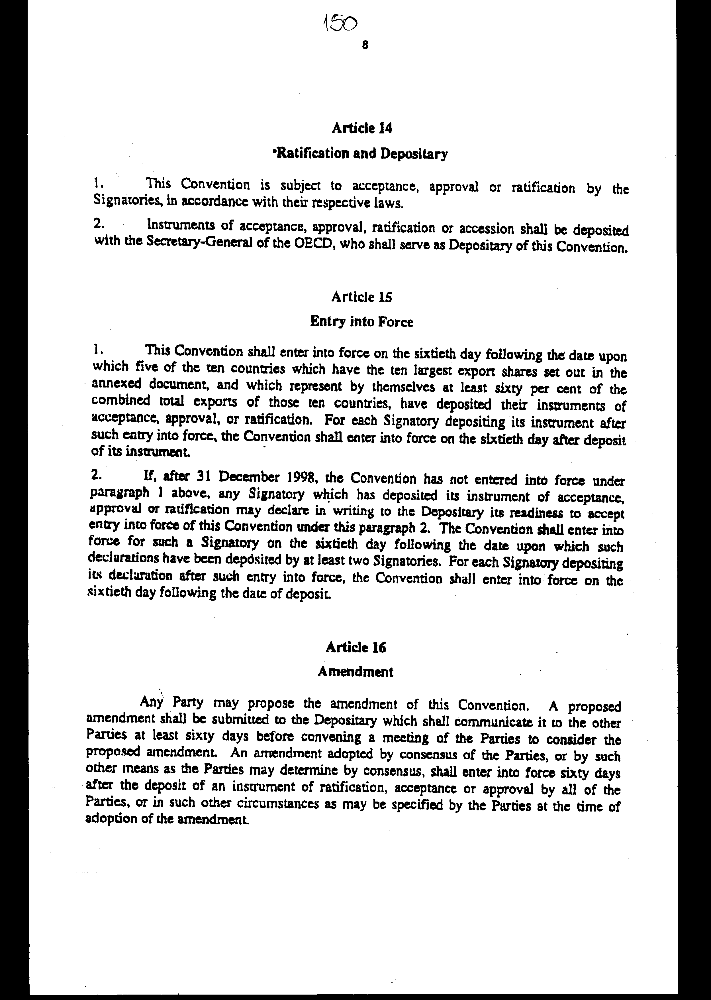 150
8
Article 14
Ratification and Depositary
1. This Convention is subject to acceptance, approval or ratification by the
Signatories, in accordance with their respective laws.
2. Instruments of acceptance, approval, ratification or accession shall be deposited
with the Secretary-General of the OECD, who shall serve as Depositary of this Convention.
Article 15
Entry into Force
1. This Convention shall enter into force on the sixtieth day following the date upon
which five of the ten countries which have the ten largest export shares set out in the
annexed document, and which represent by themselves at least sixty per cent of the
combined total exports of those ten countries, have deposited their instruments of
acceptance, approval, or ratification. For each Signatory depositing its instrument after
such entry into force, the Convention shall enter into force on the sixtieth day after deposit
of its instrument.
2. If, after 31 December 1998, the Convention has not entered into force under
paragraph 1 above, any Signatory which has deposited its instrument of acceptance,
approval or ratification may declare in writing to the Depositary its readiness to accept
entry into force of this Convention under this paragraph 2. The Convention shall enter into
force for such a Signatory on the sixtieth day following the date upon which such
declarations have been deposited by at least two Signatories. For each Signatory depositing
its declaration after such entry into force, the Convention shall enter into force on the
sixtieth day following the date of deposit.
Article 16
Amendment
Any Party may propose the amendment of this Convention. A proposed
amendment shall be submitted to the Depositary which shall communicate it to the other
Parties at least sixty days before convening a meeting of the Parties to consider the
proposed amendment. An amendment adopted by consensus of the Parties, or by such
other means as the Parties may determine by consensus, shall enter into force sixty days
after the deposit of an instrument of ratification, acceptance or approval by all of the
Parties, or in such other circumstances as may be specified by the Parties at the time of
adoption of the amendment.